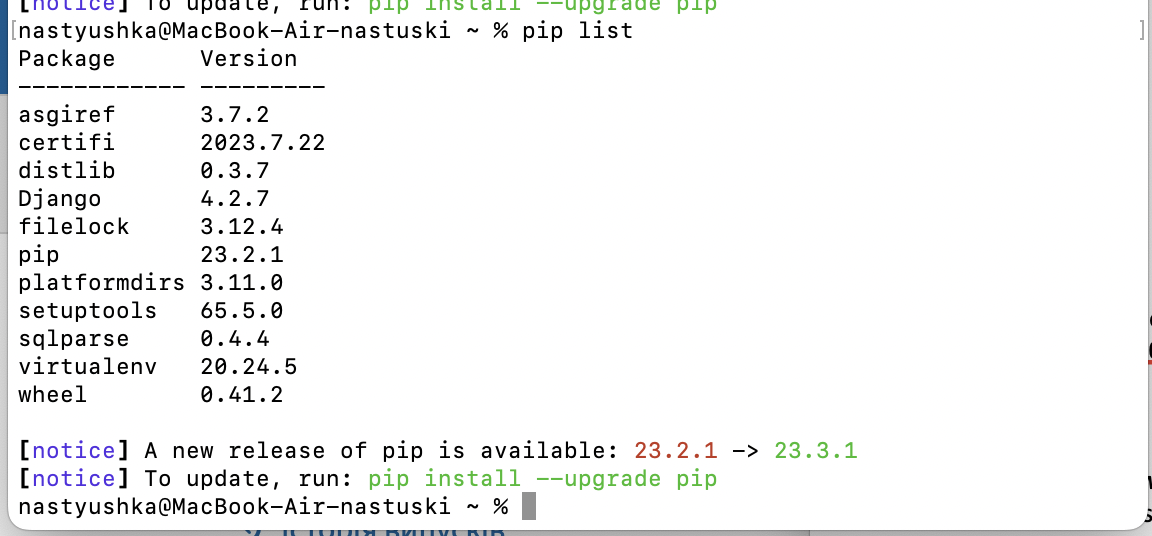 [notice] To update, run: pip install --upgrade pip
[nastyushka@MacBook-Air-nastuski ~ % pip list ]
Package      Version
------------ ---------
asgiref      3.7.2
certifi      2023.7.22
distlib      0.3.7
Django       4.2.7
filelock     3.12.4
pip          23.2.1
platformdirs 3.11.0
setuptools   65.5.0
sqlparse     0.4.4
virtualenv   20.24.5
wheel        0.41.2
[notice] A new release of pip is available: 23.2.1 -> 23.3.1
[notice] To update, run: pip install --upgrade pip
nastyushka@MacBook-Air-nastuski ~ %